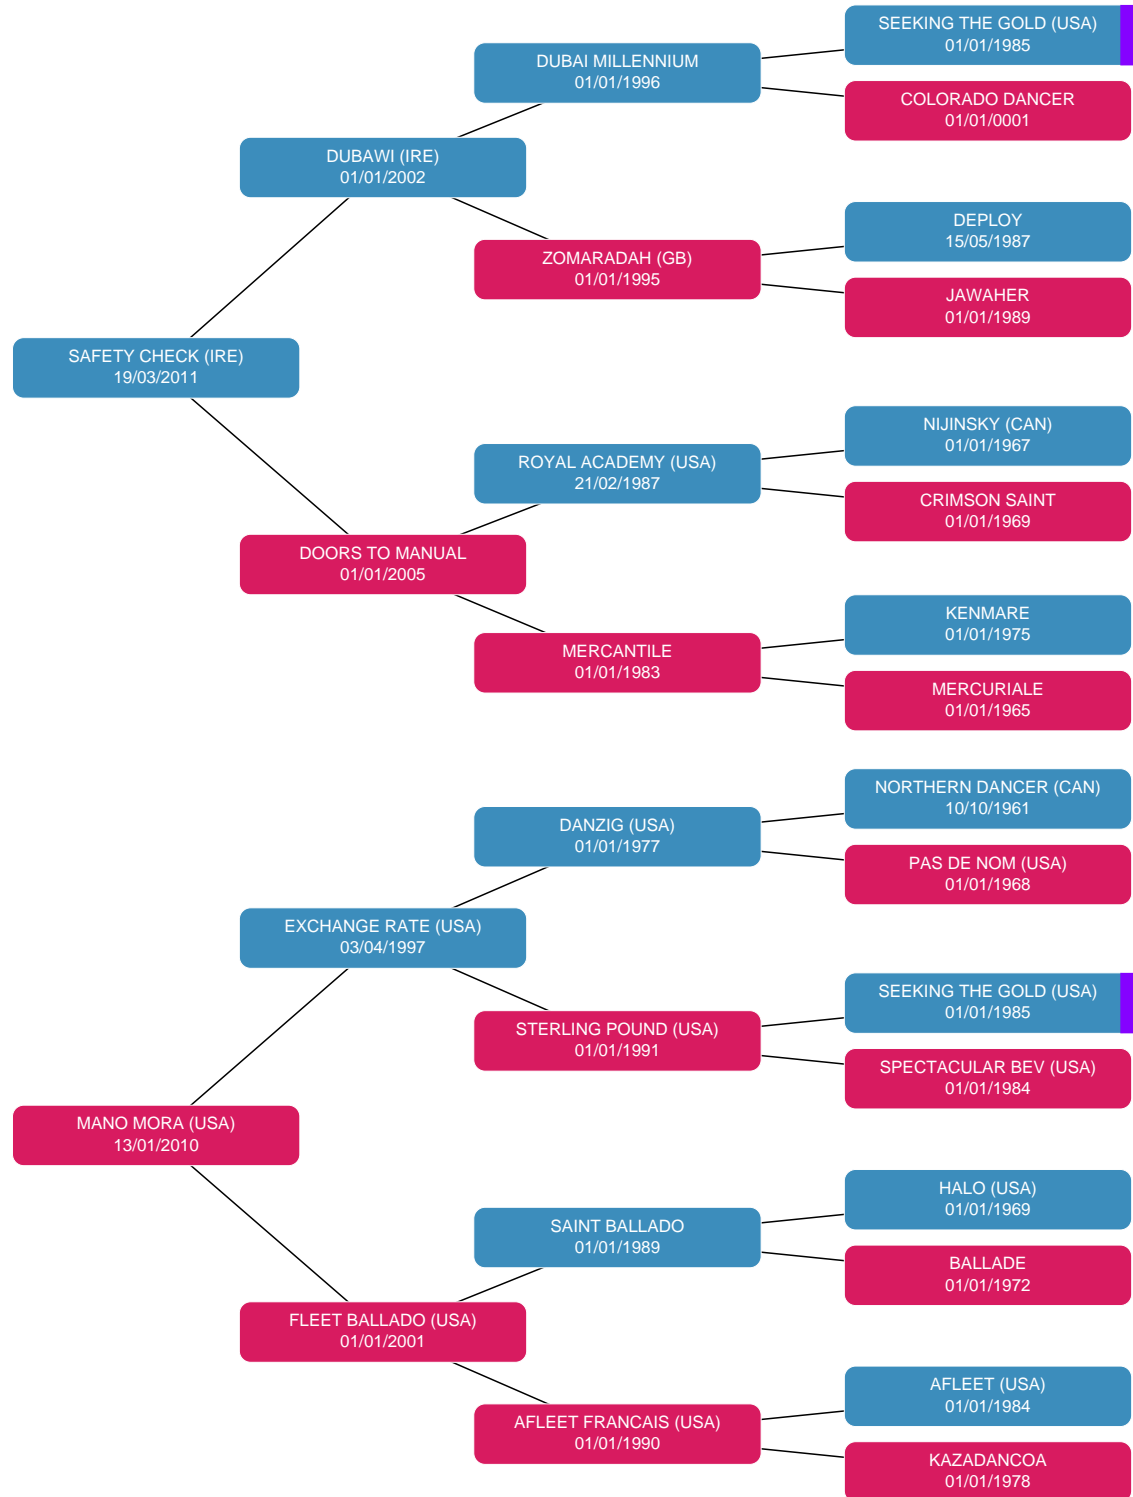 SEEKING THE GOLD (USA)
01/01/1985
DUBAI MILLENNIUM
01/01/1996
COLORADO DANCER
01/01/0001
DUBAWI (IRE)
01/01/2002
DEPLOY
15/05/1987
ZOMARADAH (GB)
01/01/1995
JAWAHER
01/01/1989
SAFETY CHECK (IRE)
19/03/2011
NIJINSKY (CAN)
01/01/1967
ROYAL ACADEMY (USA)
21/02/1987
CRIMSON SAINT
01/01/1969
DOORS TO MANUAL
01/01/2005
KENMARE
01/01/1975
MERCANTILE
01/01/1983
MERCURIALE
01/01/1965
NORTHERN DANCER (CAN)
10/10/1961
DANZIG (USA)
01/01/1977
PAS DE NOM (USA)
01/01/1968
EXCHANGE RATE (USA)
03/04/1997
SEEKING THE GOLD (USA)
01/01/1985
STERLING POUND (USA)
01/01/1991
SPECTACULAR BEV (USA)
01/01/1984
MANO MORA (USA)
13/01/2010
HALO (USA)
01/01/1969
SAINT BALLADO
01/01/1989
BALLADE
01/01/1972
FLEET BALLADO (USA)
01/01/2001
AFLEET (USA)
01/01/1984
AFLEET FRANCAIS (USA)
01/01/1990
KAZADANCOA
01/01/1978